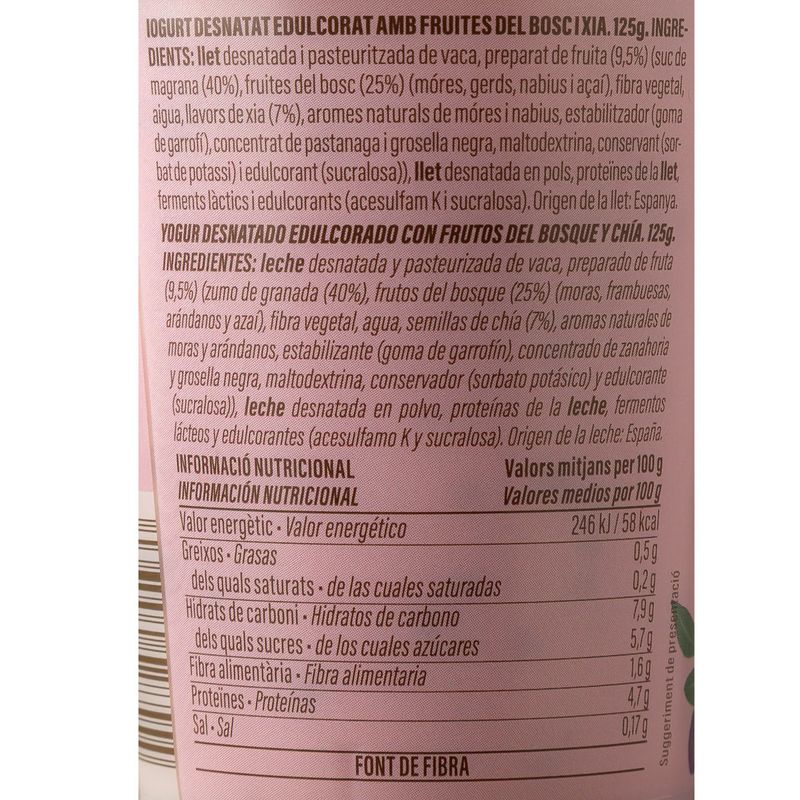 IOGURT DESNATAT EDULCORAT AMB FRUITES DEL BOSC I XIA. 125g. INGRE-
DIENTS: llet desnatada i pasteuritzada de vaca, preparat de fruita (9,5%) (suc de
magrana (40%), fruites del bosc (25%) (móres, gerds, nabius i açaí), fibra vegetal,
aigua, llavors de xia (7%), aromes naturals de móres i nabius, estabilitzador (goma
de garrofí), concentrat de pastanaga i grosella negra, maltodextrina, conservant (sor-
bat de potassi) i edulcorant (sucralosa)), llet desnatada en pols, proteïnes de la llet,
ferments làctics i edulcorants (acesulfam K i sucralosa). Origen de la llet: Espanya.
YOGUR DESNATADO EDULCORADO CON FRUTOS DEL BOSQUE Y CHÍA. 125g.
INGREDIENTES: leche desnatada y pasteurizada de vaca, preparado de fruta
(9,5%) (zumo de granada (40%), frutos del bosque (25%) (moras, frambuesas,
arándanos y azaí), fibra vegetal, agua, semillas de chía (7%), aromas naturales de
moras y arándanos, estabilizante (goma de garrofín), concentrado de zanahoria
y grosella negra, maltodextrina, conservador (sorbato potásico) y edulcorante
(sucralosa)), leche desnatada en polvo, proteínas de la leche, fermentos
lácteos y edulcorantes (acesulfamo K y sucralosa). Origen de la leche: España.
INFORMACIÓ NUTRICIONAL Valors mitjans per 100 g
INFORMACIÓN NUTRICIONAL Valores medios por 100 g
Valor energètic • Valor energético 246 kJ / 58 kcal
Greixos • Grasas 0,5 g
dels quals saturats • de las cuales saturadas 0,2 g
Hidrats de carboni • Hidratos de carbono 7,9 g
dels quals sucres • de los cuales azúcares 5,7 g
Fibra alimentària • Fibra alimentaria 1,6 g
Proteïnes • Proteínas 4,7 g
Sal • Sal 0,17 g
FONT DE FIBRA
Suggeriment de presentació